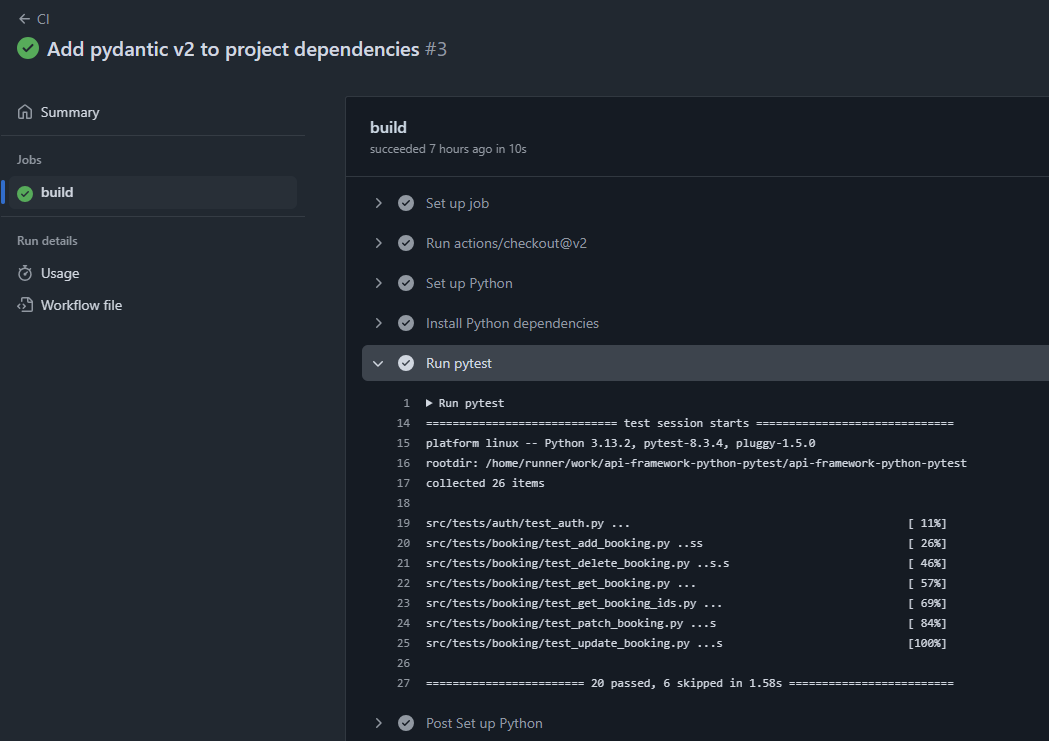 CI
Add pydantic v2 to project dependencies #3
Summary
Jobs
build
Run details
Usage
Workflow file
build
succeeded 7 hours ago in 10s
Set up job
Run actions/checkout@v2
Set up Python
Install Python dependencies
Run pytest
1 Run pytest
14 ============================= test session starts ==============================
15 platform linux -- Python 3.13.2, pytest-8.3.4, pluggy-1.5.0
16 rootdir: /home/runner/work/api-framework-python-pytest/api-framework-python-pytest
17 collected 26 items
18
19 src/tests/auth/test_auth.py ... [ 11%]
20 src/tests/booking/test_add_booking.py ..ss [ 26%]
21 src/tests/booking/test_delete_booking.py ..s.s [ 46%]
22 src/tests/booking/test_get_booking.py ... [ 57%]
23 src/tests/booking/test_get_booking_ids.py ... [ 69%]
24 src/tests/booking/test_patch_booking.py ...s [ 84%]
25 src/tests/booking/test_update_booking.py ...s [100%]
26
27 ======================== 20 passed, 6 skipped in 1.58s =========================
Post Set up Python